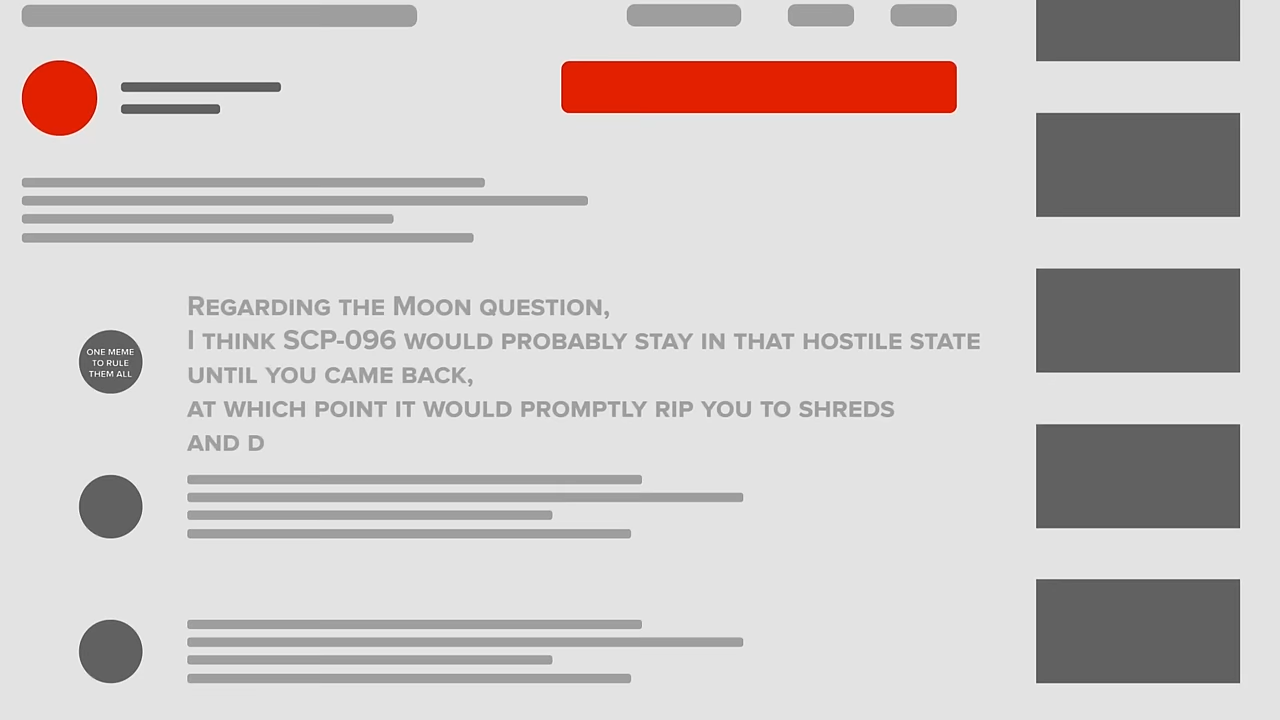 ONE MEME
TO RULE
THEM ALL
Regarding the Moon question,
I think SCP-096 would probably stay in that hostile state
until you came back,
at which point it would promptly rip you to shreds
and d